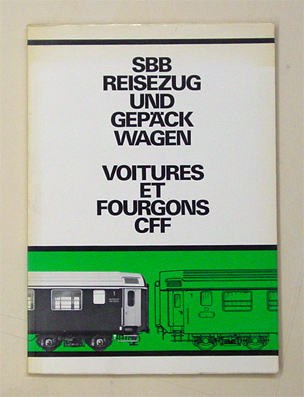 SBB
REISEZUG
UND
GEPÄCK
WAGEN
VOITURES
ET
FOURGONS
CFF